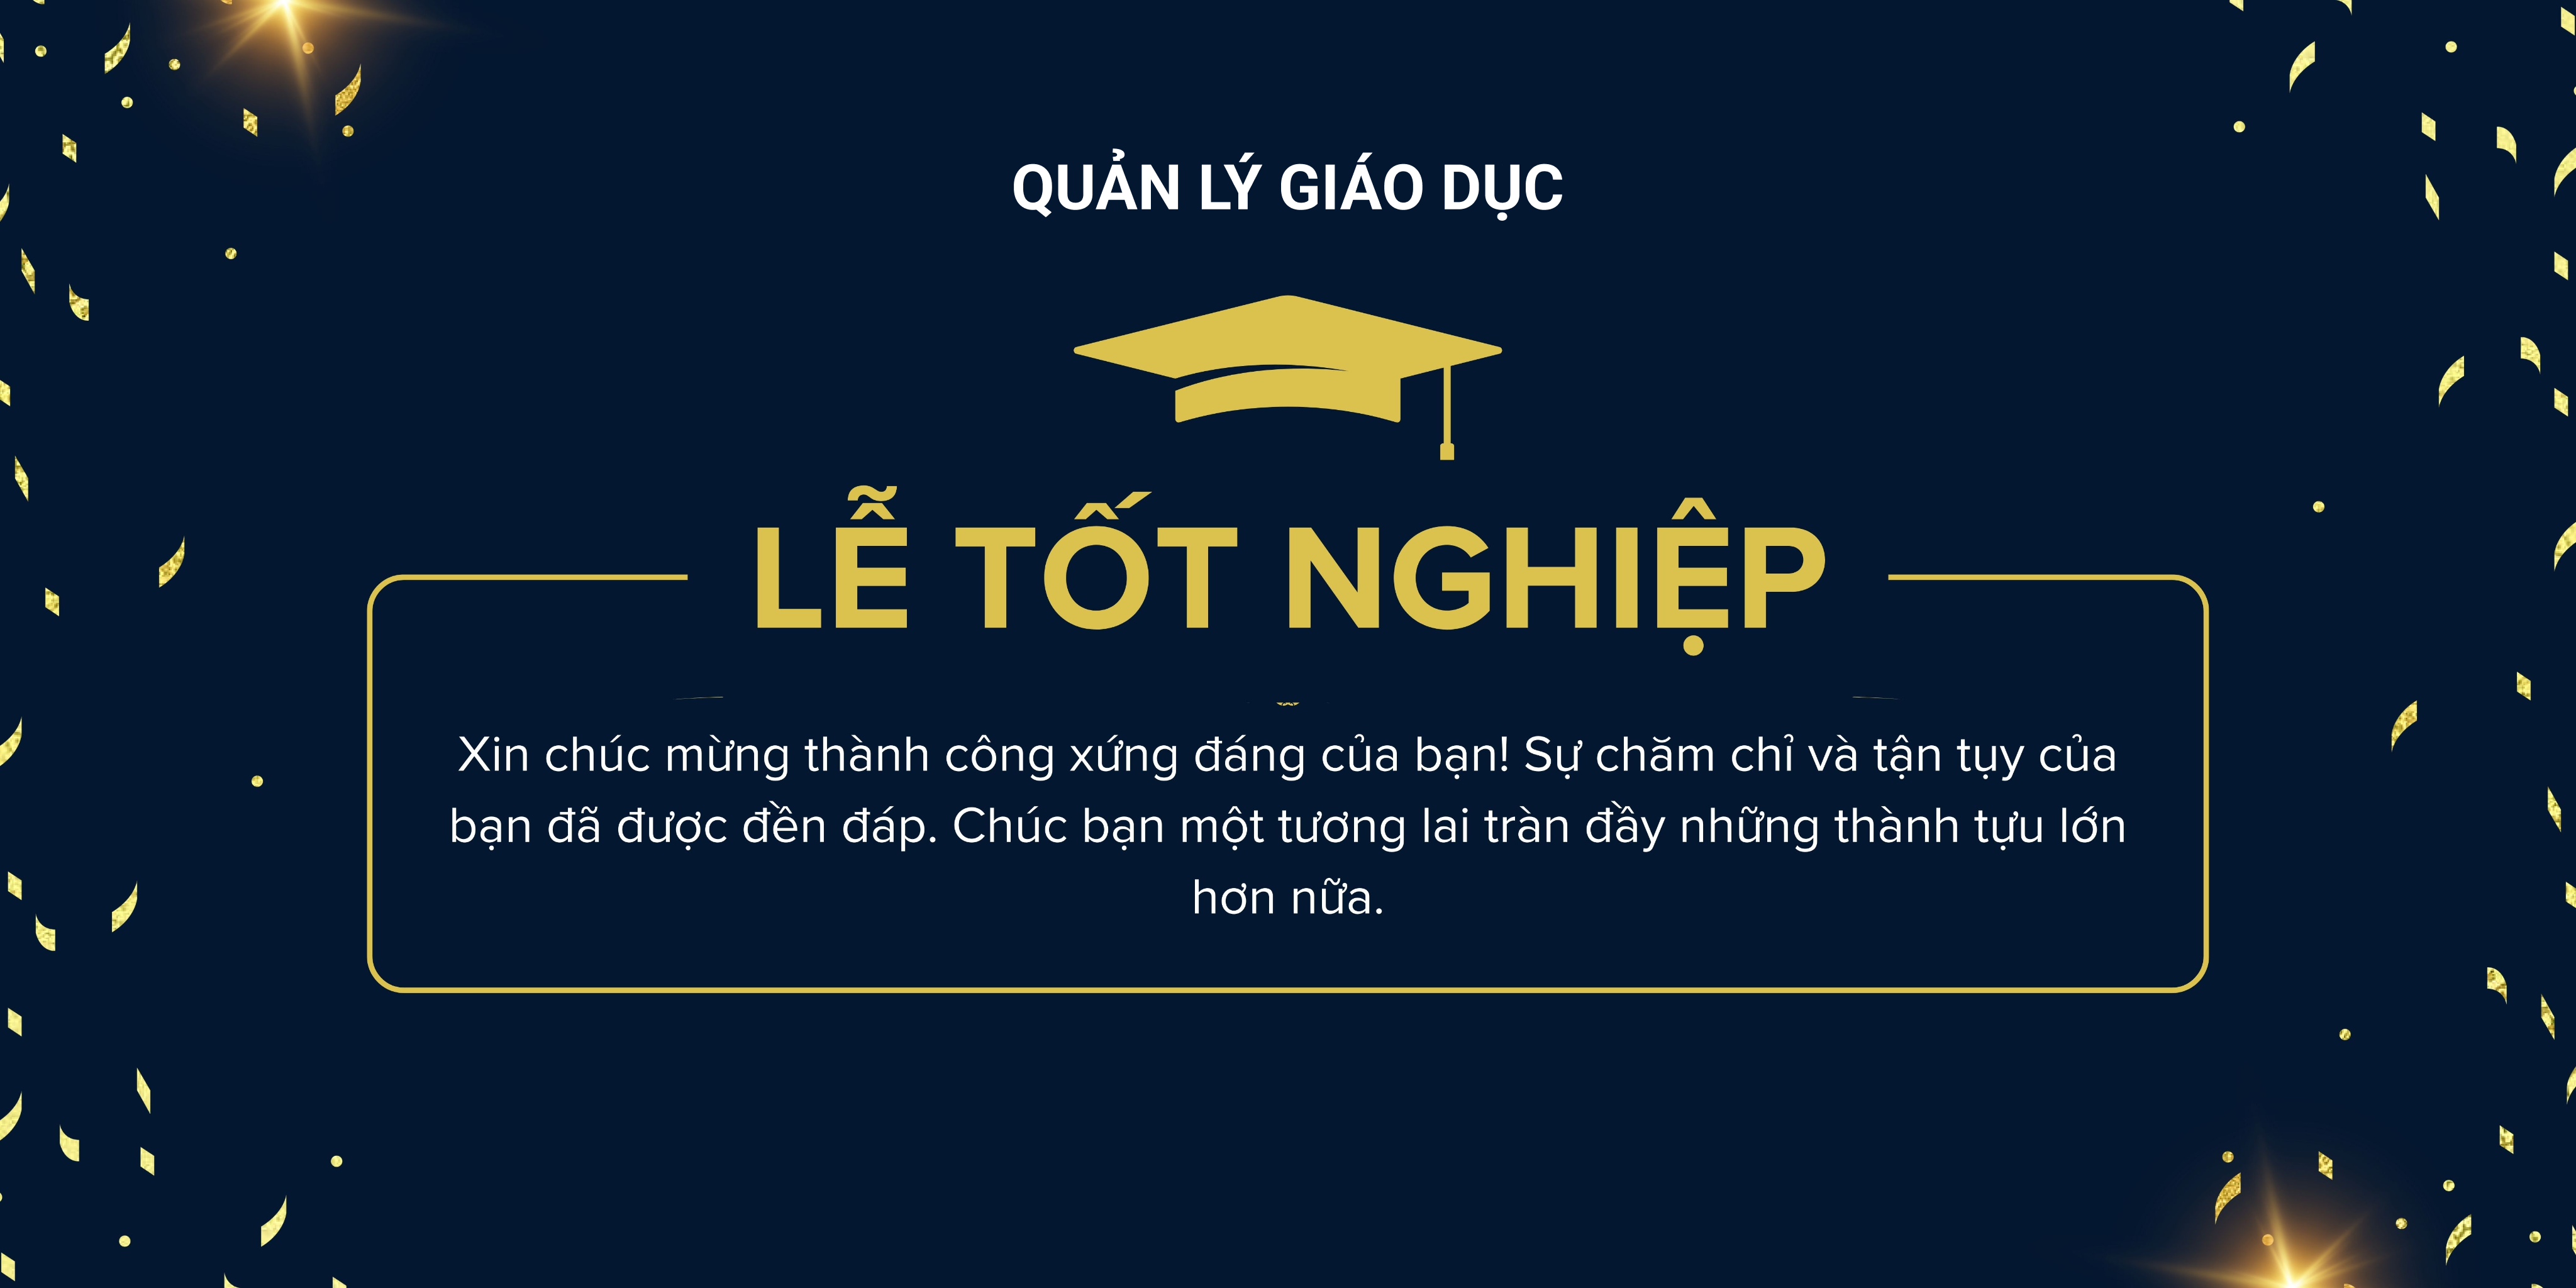 QUẢN LÝ GIÁO DỤC
LỄ TỐT NGHIỆP
Xin chúc mừng thành công xứng đáng của bạn! Sự chăm chỉ và tận tụy của
bạn đã được đền đáp. Chúc bạn một tương lai tràn đầy những thành tựu lớn
hơn nữa.